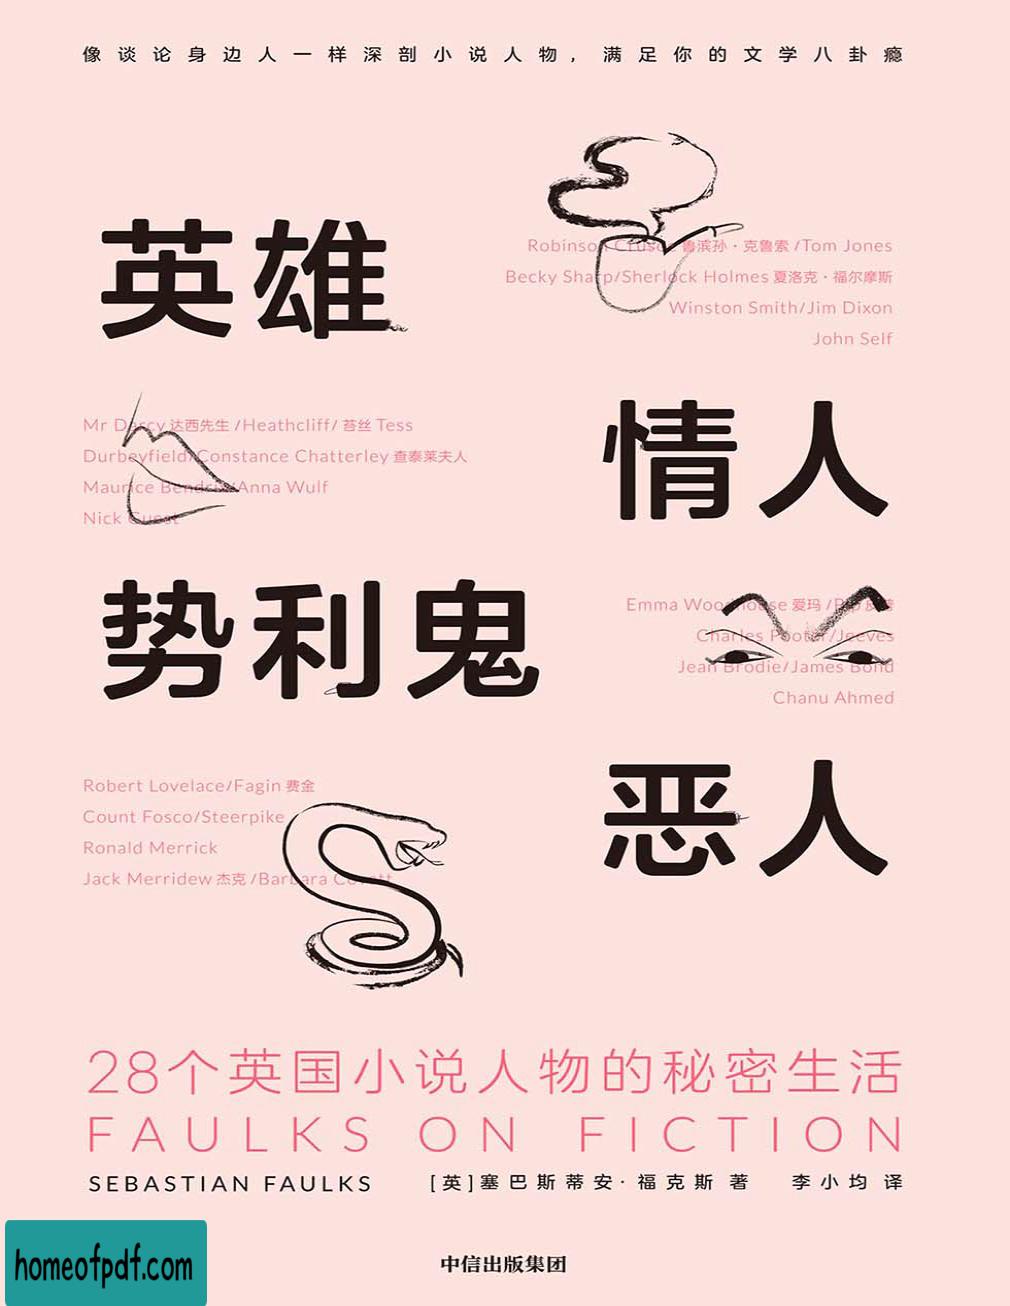 像谈论身边人一样深剖小说人物，满足你的文学八卦瘾
英雄
Robinson Crusoe 鲁滨孙·克鲁索 /Tom Jones
Becky Sharp/Sherlock Holmes 夏洛克·福尔摩斯
Winston Smith/Jim Dixon
John Self
Mr Darcy 达西先生 /Heathcliff/ 苔丝 Tess
Durbeyfield/Constance Chatterley 查泰莱夫人
Maurice Bendrix/Anna Wulf
Nick Guest
情人
势利鬼
Emma Woodhouse 爱玛 /Pip 皮普
Charles Pooter/Jeeves
Jean Brodie/James Bond
Chanu Ahmed
Robert Lovelace/Fagin 费金
Count Fosco/Steerpike
Ronald Merrick
Jack Merridew 杰克 /Barbara Covett
恶人
28个英国小说人物的秘密生活
FAULKS ON FICTION
SEBASTIAN FAULKS [英]塞巴斯蒂安·福克斯 著 李小均 译
homeofpdf.com
中信出版集团